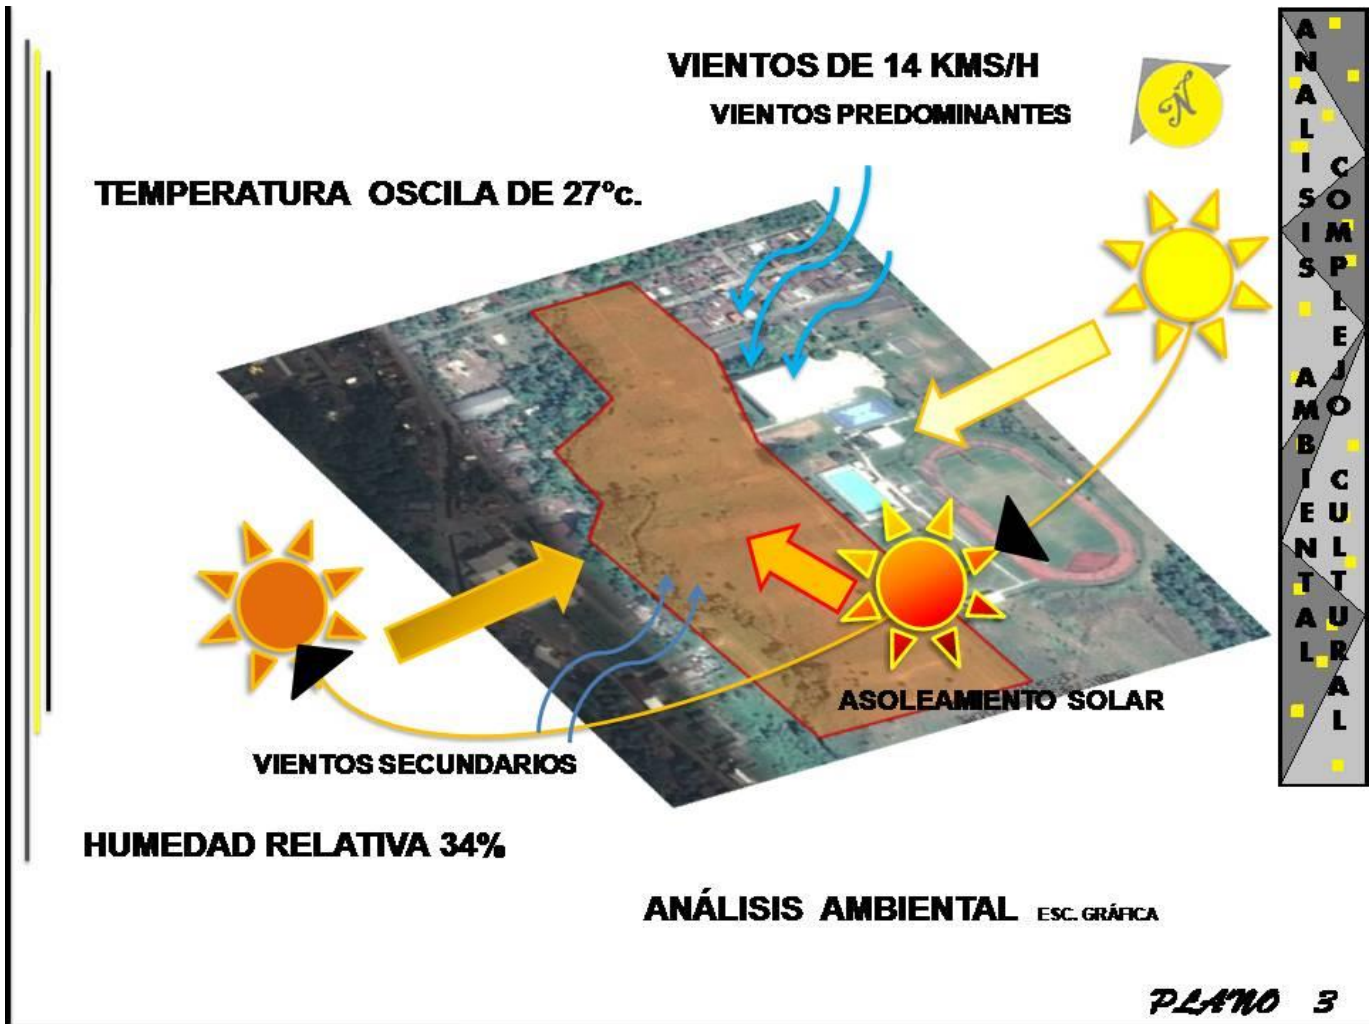 VIENTOS DE 14 KMS/H
VIENTOS PREDOMINANTES
N
TEMPERATURA OSCILA DE 27°c.
ASOLEAMIENTO SOLAR
VIENTOS SECUNDARIOS
HUMEDAD RELATIVA 34%
ANÁLISIS AMBIENTAL ESC. GRÁFICA
PLANO 3
ANALISIS AMBIENTAL
COMPLEJO CULTURAL